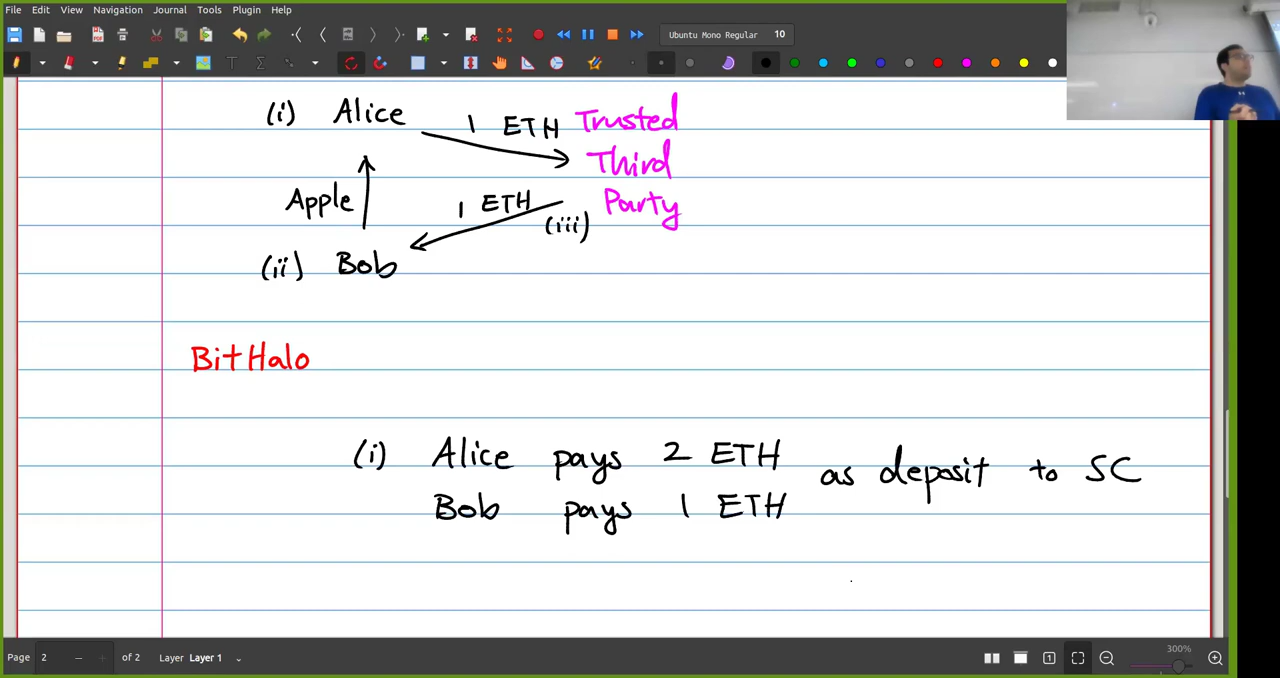 File Edit View Navigation Journal Tools Plugin Help
Ubuntu Mono Regular 10
(i) Alice 1 ETH Trusted
Third
Apple 1 ETH (iii) Party
(ii) Bob
BitHalo
(i) Alice pays 2 ETH as deposit to SC
Bob pays 1 ETH
Page 2 of 2 Layer Layer 1 300%